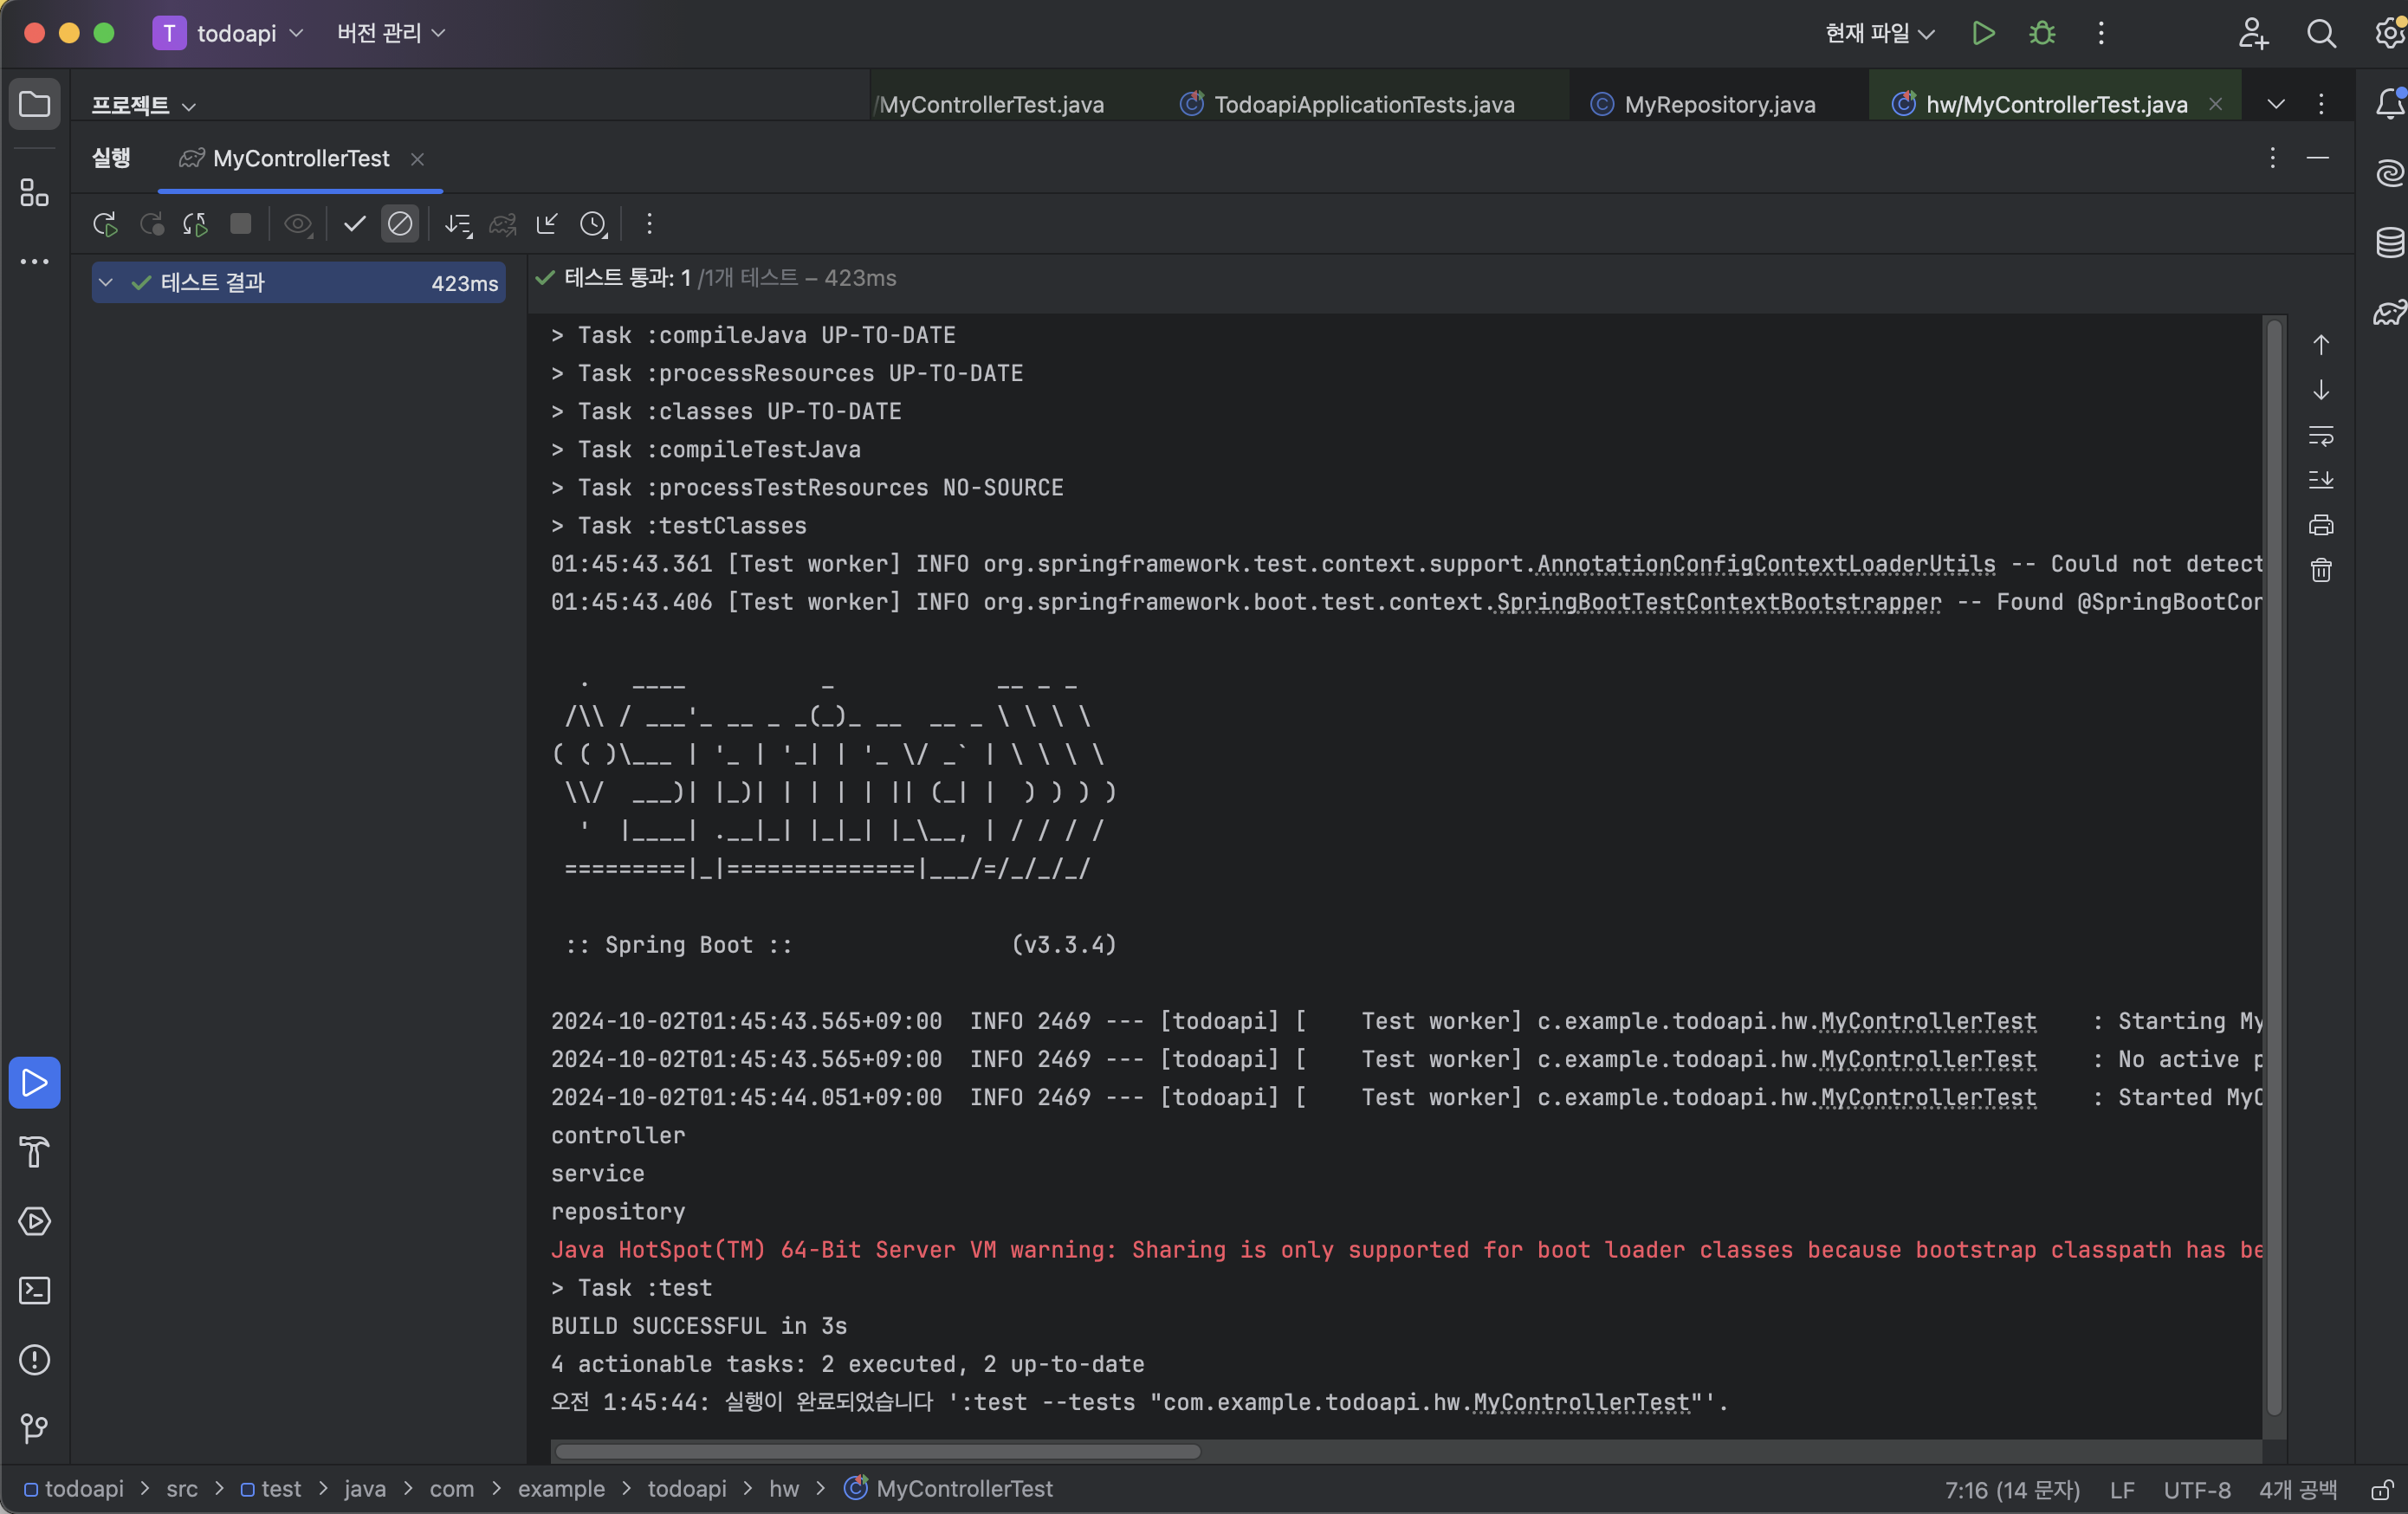 T todoapi 버전 관리 현재 파일
프로젝트 /MyControllerTest.java TodoapiApplicationTests.java MyRepository.java hw/MyControllerTest.java
실행 MyControllerTest
테스트 결과 423ms
테스트 통과: 1 /1개 테스트 – 423ms
> Task :compileJava UP-TO-DATE
> Task :processResources UP-TO-DATE
> Task :classes UP-TO-DATE
> Task :compileTestJava
> Task :processTestResources NO-SOURCE
> Task :testClasses
01:45:43.361 [Test worker] INFO org.springframework.test.context.support.AnnotationConfigContextLoaderUtils -- Could not detect
01:45:43.406 [Test worker] INFO org.springframework.boot.test.context.SpringBootTestContextBootstrapper -- Found @SpringBootCon
  .   ____          _            __ _ _
 /\\ / ___'_ __ _ _(_)_ __  __ _ \ \ \ \
( ( )\___ | '_ | '_| | '_ \/ _` | \ \ \ \
 \\/  ___)| |_)| | | | | || (_| |  ) ) ) )
  '  |____| .__|_| |_|_| |_\__, | / / / /
 =========|_|==============|___/=/_/_/_/
 :: Spring Boot ::                (v3.3.4)
2024-10-02T01:45:43.565+09:00  INFO 2469 --- [todoapi] [    Test worker] c.example.todoapi.hw.MyControllerTest    : Starting My
2024-10-02T01:45:43.565+09:00  INFO 2469 --- [todoapi] [    Test worker] c.example.todoapi.hw.MyControllerTest    : No active p
2024-10-02T01:45:44.051+09:00  INFO 2469 --- [todoapi] [    Test worker] c.example.todoapi.hw.MyControllerTest    : Started MyC
controller
service
repository
Java HotSpot(TM) 64-Bit Server VM warning: Sharing is only supported for boot loader classes because bootstrap classpath has be
> Task :test
BUILD SUCCESSFUL in 3s
4 actionable tasks: 2 executed, 2 up-to-date
오전 1:45:44: 실행이 완료되었습니다 ':test --tests "com.example.todoapi.hw.MyControllerTest"'.
todoapi > src > test > java > com > example > todoapi > hw > MyControllerTest 7:16 (14 문자) LF UTF-8 4개 공백